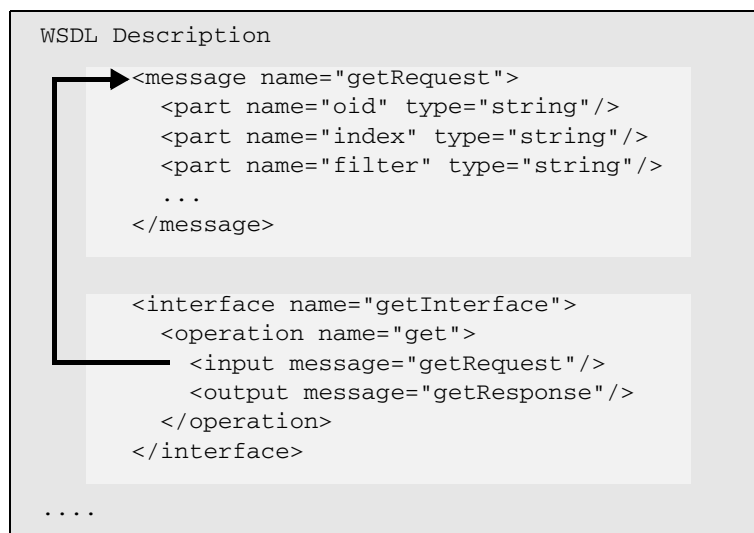 WSDL Description
<message name="getRequest">
<part name="oid" type="string"/>
<part name="index" type="string"/>
<part name="filter" type="string"/>
...
</message>
<interface name="getInterface">
<operation name="get">
<input message="getRequest"/>
<output message="getResponse"/>
</operation>
</interface>
....